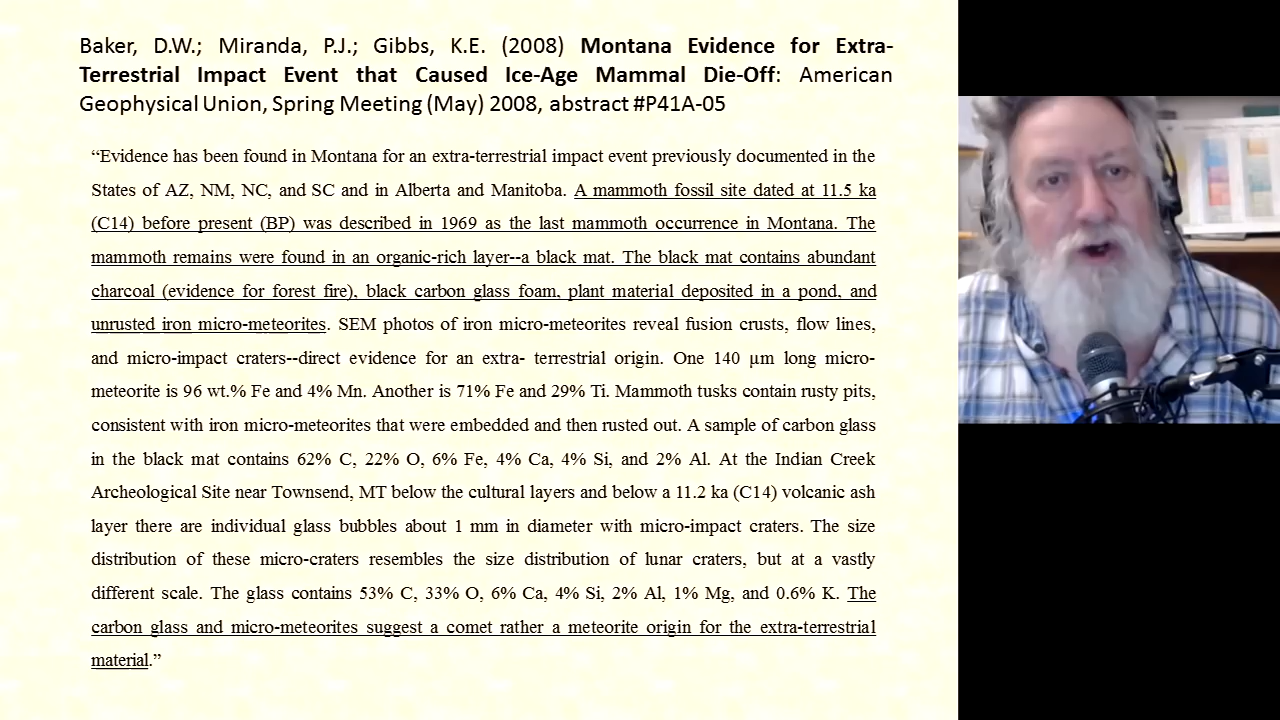 Baker, D.W.; Miranda, P.J.; Gibbs, K.E. (2008) Montana Evidence for Extra-
Terrestrial Impact Event that Caused Ice-Age Mammal Die-Off: American
Geophysical Union, Spring Meeting (May) 2008, abstract #P41A-05
“Evidence has been found in Montana for an extra-terrestrial impact event previously documented in the
States of AZ, NM, NC, and SC and in Alberta and Manitoba. A mammoth fossil site dated at 11.5 ka
(C14) before present (BP) was described in 1969 as the last mammoth occurrence in Montana. The
mammoth remains were found in an organic-rich layer--a black mat. The black mat contains abundant
charcoal (evidence for forest fire), black carbon glass foam, plant material deposited in a pond, and
unrusted iron micro-meteorites. SEM photos of iron micro-meteorites reveal fusion crusts, flow lines,
and micro-impact craters--direct evidence for an extra- terrestrial origin. One 140 µm long micro-
meteorite is 96 wt.% Fe and 4% Mn. Another is 71% Fe and 29% Ti. Mammoth tusks contain rusty pits,
consistent with iron micro-meteorites that were embedded and then rusted out. A sample of carbon glass
in the black mat contains 62% C, 22% O, 6% Fe, 4% Ca, 4% Si, and 2% Al. At the Indian Creek
Archeological Site near Townsend, MT below the cultural layers and below a 11.2 ka (C14) volcanic ash
layer there are individual glass bubbles about 1 mm in diameter with micro-impact craters. The size
distribution of these micro-craters resembles the size distribution of lunar craters, but at a vastly
different scale. The glass contains 53% C, 33% O, 6% Ca, 4% Si, 2% Al, 1% Mg, and 0.6% K. The
carbon glass and micro-meteorites suggest a comet rather a meteorite origin for the extra-terrestrial
material.”